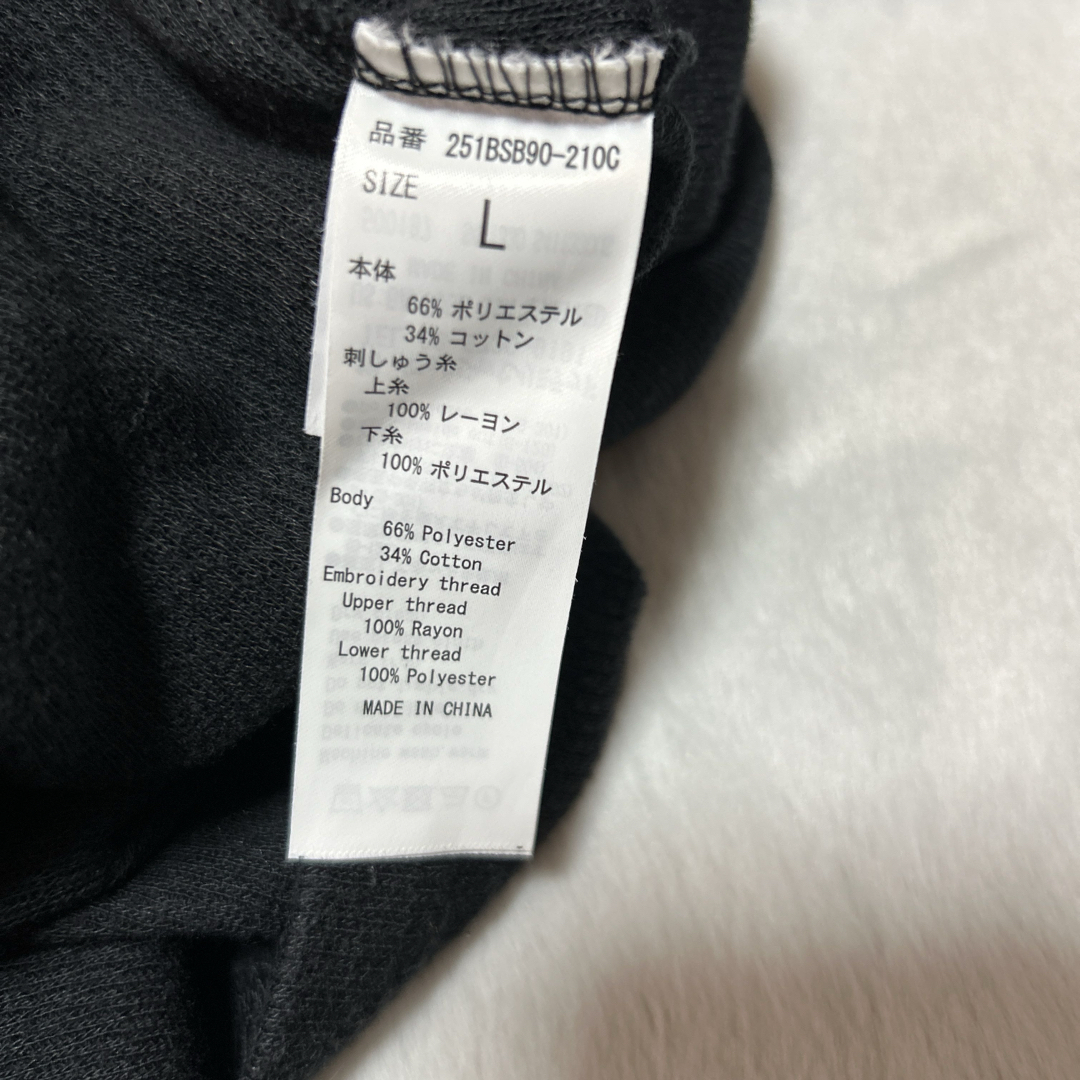 品番 251BSB90-210C
SIZE
L
本体
66% ポリエステル
34% コットン
刺しゅう糸
上糸
100% レーヨン
下糸
100% ポリエステル
Body
66% Polyester
34% Cotton
Embroidery thread
Upper thread
100% Rayon
Lower thread
100% Polyester
MADE IN CHINA